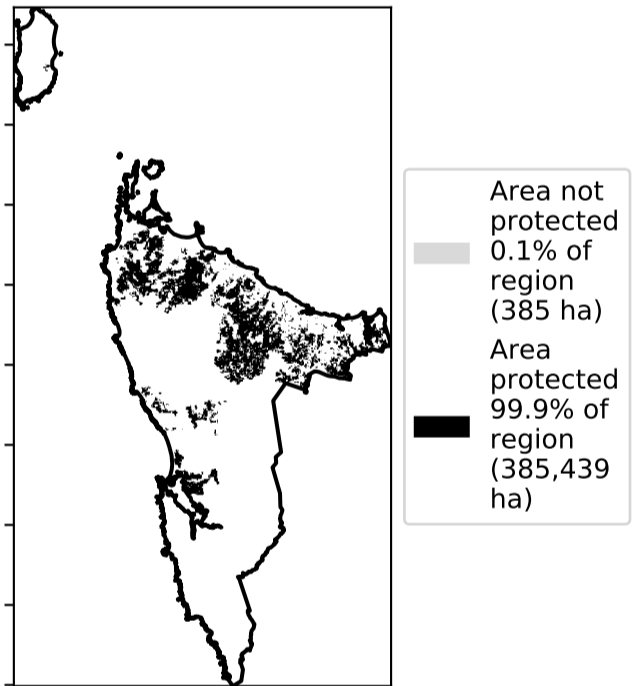 Area not
protected
0.1% of
region
(385 ha)
Area
protected
99.9% of
region
(385,439
ha)